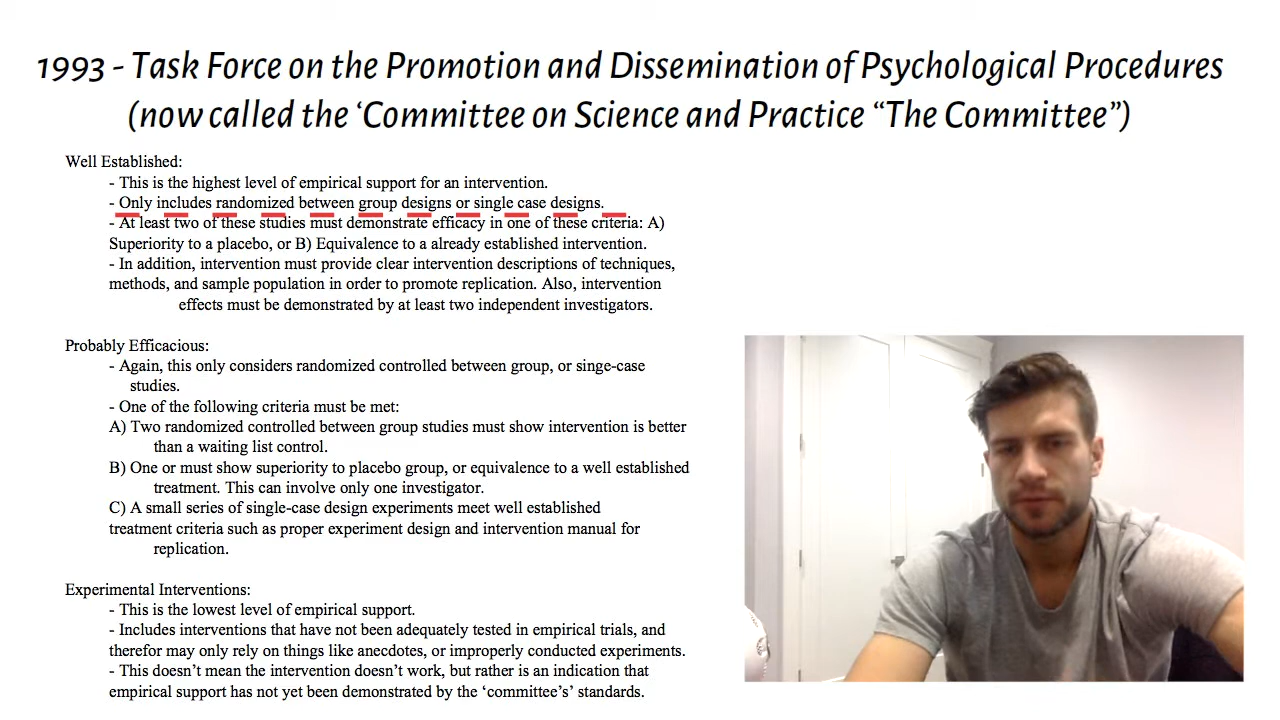 1993 - Task Force on the Promotion and Dissemination of Psychological Procedures
(now called the ‘Committee on Science and Practice “The Committee”)
Well Established:
- This is the highest level of empirical support for an intervention.
- Only includes randomized between group designs or single case designs.
- At least two of these studies must demonstrate efficacy in one of these criteria: A)
Superiority to a placebo, or B) Equivalence to a already established intervention.
- In addition, intervention must provide clear intervention descriptions of techniques,
methods, and sample population in order to promote replication. Also, intervention
effects must be demonstrated by at least two independent investigators.
Probably Efficacious:
- Again, this only considers randomized controlled between group, or singe-case
studies.
- One of the following criteria must be met:
A) Two randomized controlled between group studies must show intervention is better
than a waiting list control.
B) One or must show superiority to placebo group, or equivalence to a well established
treatment. This can involve only one investigator.
C) A small series of single-case design experiments meet well established
treatment criteria such as proper experiment design and intervention manual for
replication.
Experimental Interventions:
- This is the lowest level of empirical support.
- Includes interventions that have not been adequately tested in empirical trials, and
therefor may only rely on things like anecdotes, or improperly conducted experiments.
- This doesn’t mean the intervention doesn’t work, but rather is an indication that
empirical support has not yet been demonstrated by the ‘committee’s’ standards.